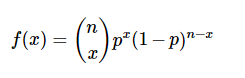 f(x) = \binom{n}{x} p^x (1 - p)^{n-x}